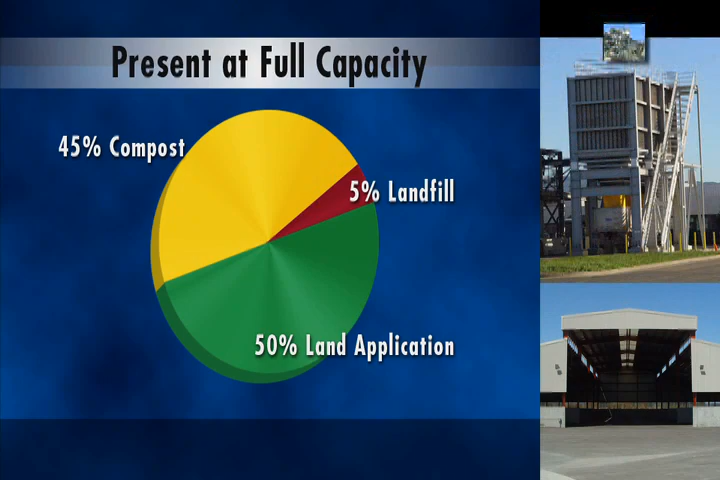 Present at Full Capacity
45% Compost
5% Landfill
50% Land Application